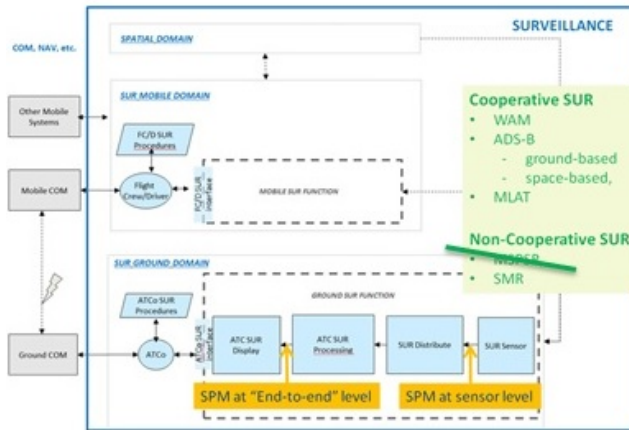 SURVEILLANCE
COM, NAV, etc.
SPATIAL DOMAIN
SUR MOBILE DOMAIN
Other Mobile
Systems
FC/D SUR
Procedures
Mobile COM
Flight
Crew/Driver
FC/D SUR
interface
MOBILE SUR FUNCTION
Cooperative SUR
• WAM
• ADS-B
- ground-based
- space-based,
• MLAT
Non-Cooperative SUR
• MSPSR
• SMR
SUR GROUND DOMAIN
GROUND SUR FUNCTION
ATCo SUR
Procedures
Ground COM
ATCo
ATCo SUR
interface
ATC SUR
Display
ATC SUR
Processing
SUR Distribute
SUR Sensor
SPM at "End-to-end" level
SPM at sensor level